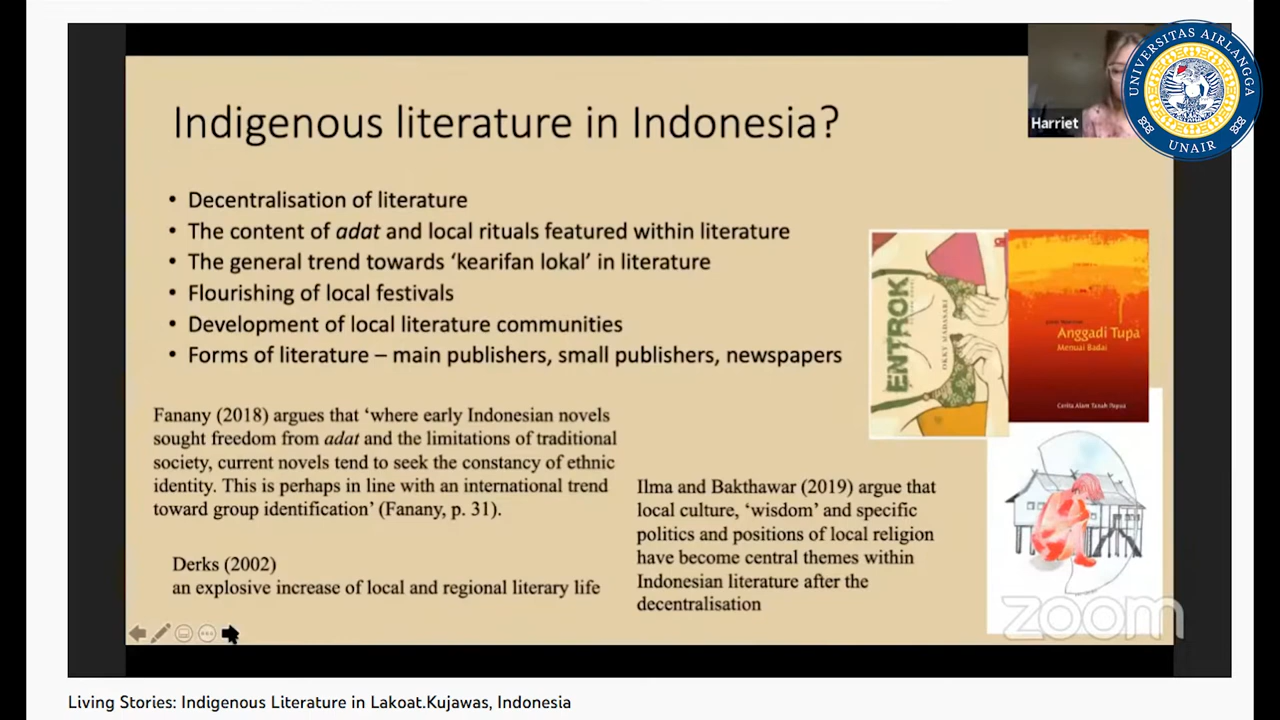 Indigenous literature in Indonesia?
• Decentralisation of literature
• The content of adat and local rituals featured within literature
• The general trend towards ‘kearifan lokal’ in literature
• Flourishing of local festivals
• Development of local literature communities
• Forms of literature – main publishers, small publishers, newspapers
Fanany (2018) argues that ‘where early Indonesian novels
sought freedom from adat and the limitations of traditional
society, current novels tend to seek the constancy of ethnic
identity. This is perhaps in line with an international trend
toward group identification’ (Fanany, p. 31).
Derks (2002)
an explosive increase of local and regional literary life
Ilma and Bakthawar (2019) argue that
local culture, ‘wisdom’ and specific
politics and positions of local religion
have become central themes within
Indonesian literature after the
decentralisation
ENTROK
OKKY MADASARI
Anggadi Tupa
Menuai Badai
Cerita Alam Tanah Papua
Harriet
UNIVERSITAS AIRLANGGA
UNAIR
zoom
Living Stories: Indigenous Literature in Lakoat.Kujawas, Indonesia